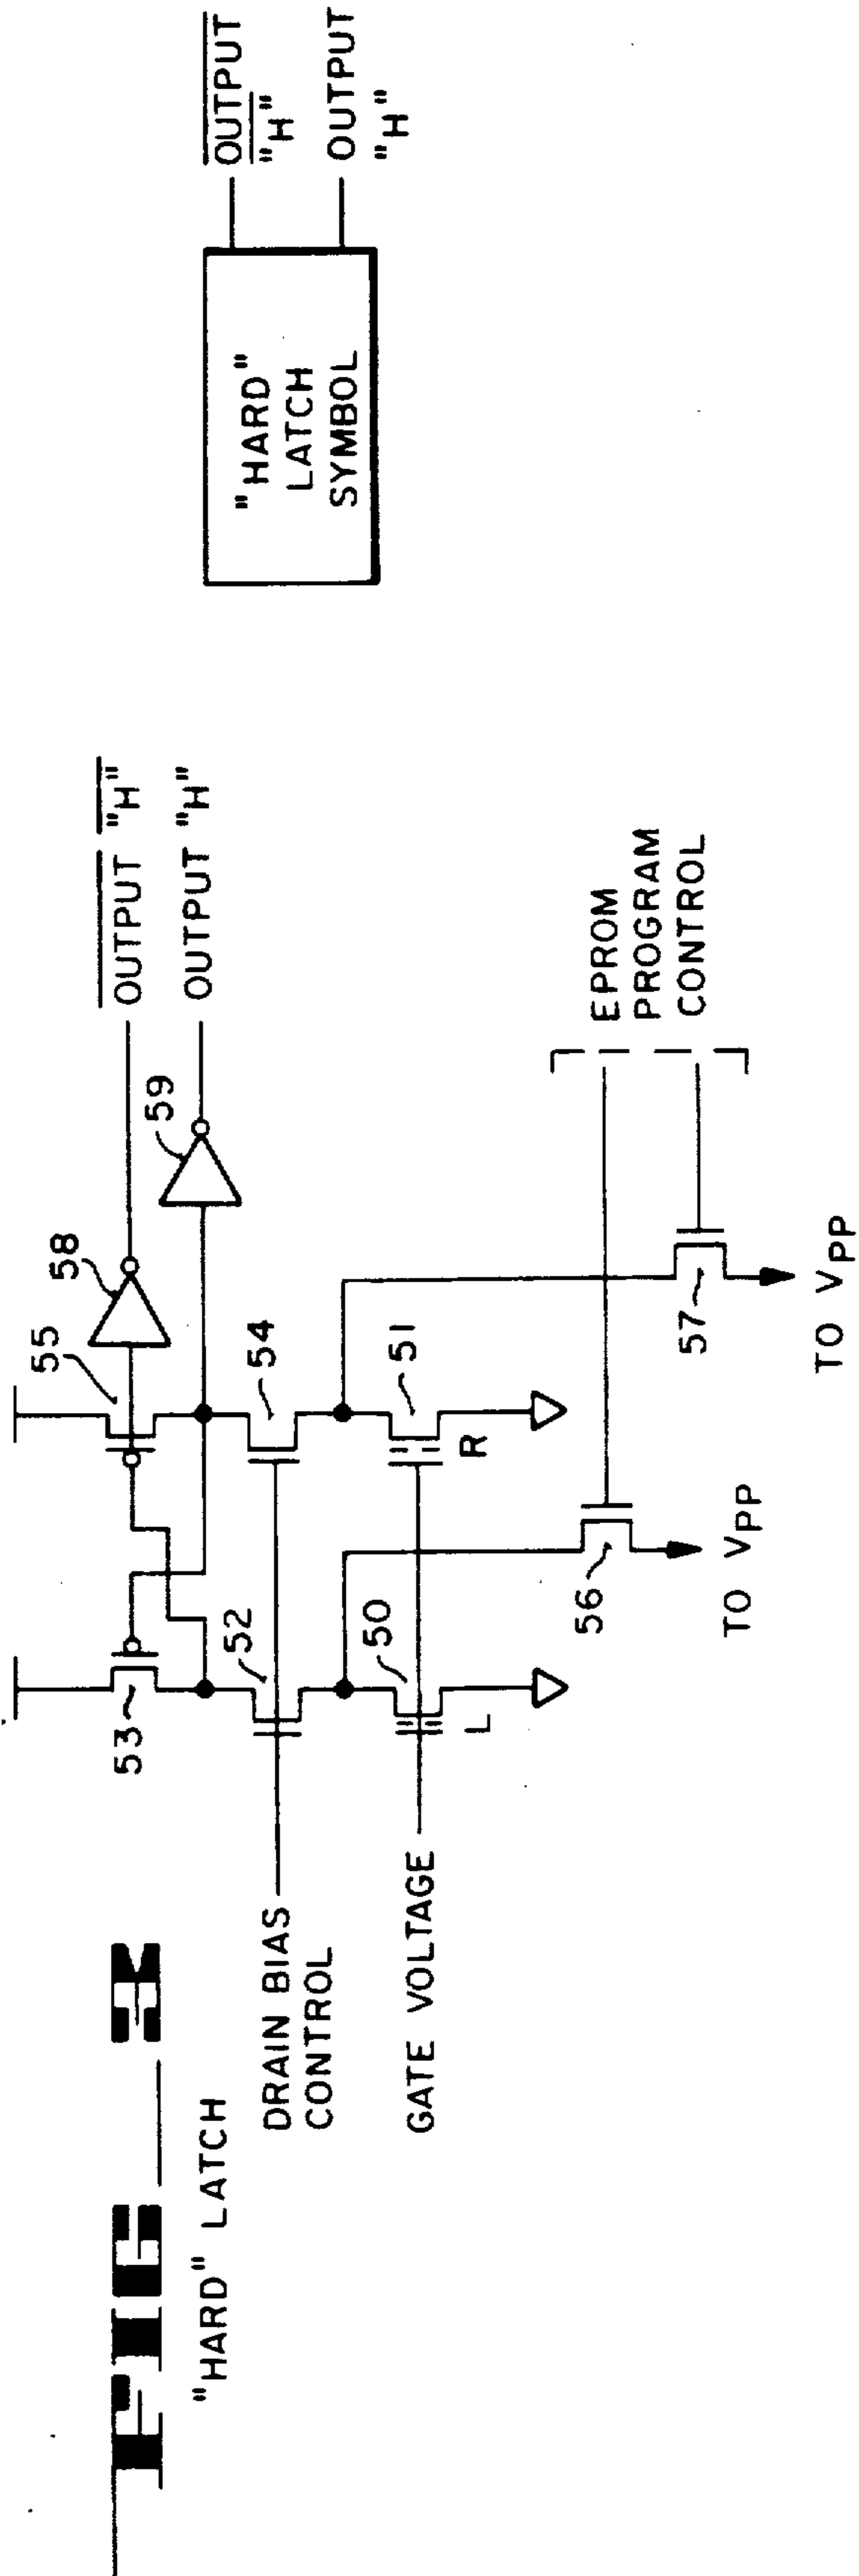 FIG_3
"HARD" LATCH
DRAIN BIAS
CONTROL
GATE VOLTAGE
53
55
58
59
52
54
50
51
L
R
56
57
TO VPP
TO VPP
OUTPUT "H"
OUTPUT "H"
EPROM
PROGRAM
CONTROL
"HARD"
LATCH
SYMBOL
OUTPUT
"H"
OUTPUT
"H"